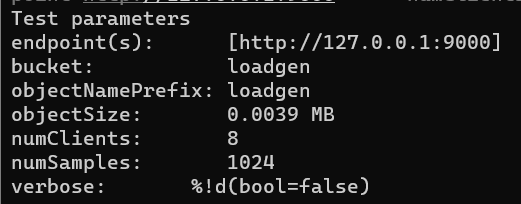 Test parameters
endpoint(s):      [http://127.0.0.1:9000]
bucket:           loadgen
objectNamePrefix: loadgen
objectSize:       0.0039 MB
numClients:       8
numSamples:       1024
verbose:       %!d(bool=false)